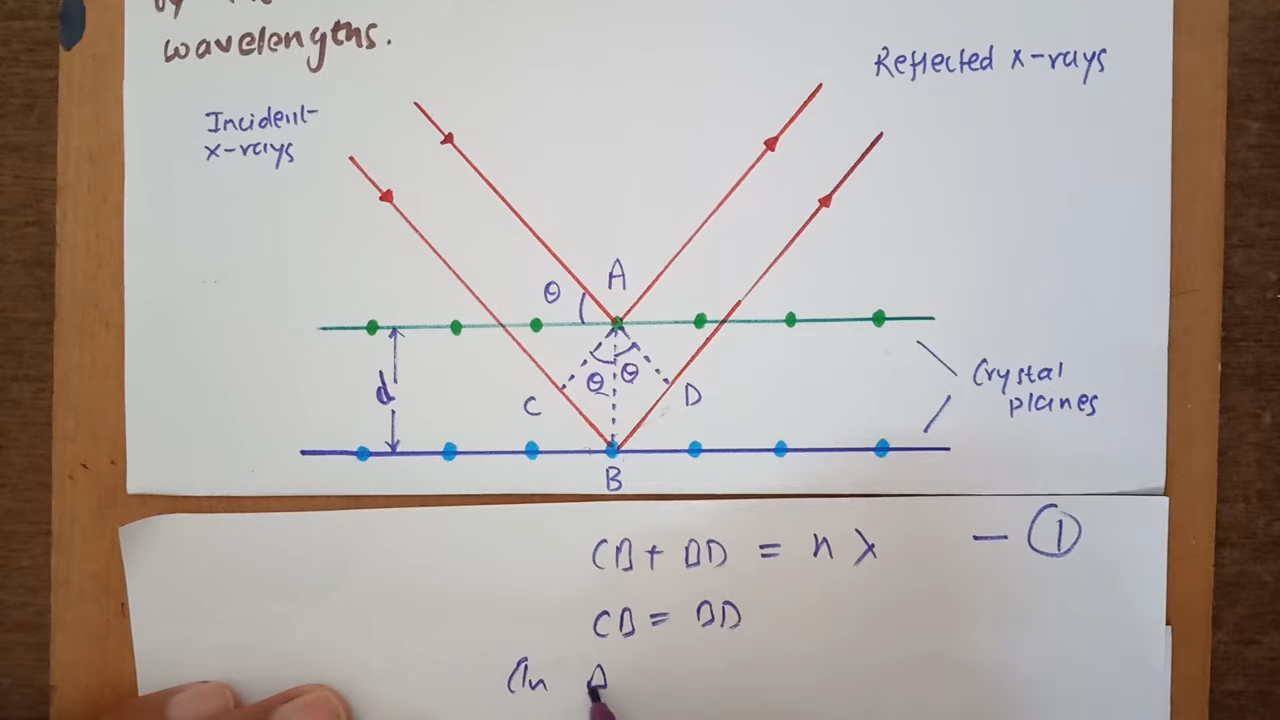 wavelengths.
Reflected x-rays
Incident
x-rays
A
θ
d
θ θ
C
D
Crystal
planes
B
CB + BD = nλ — ①
CB = BD
In